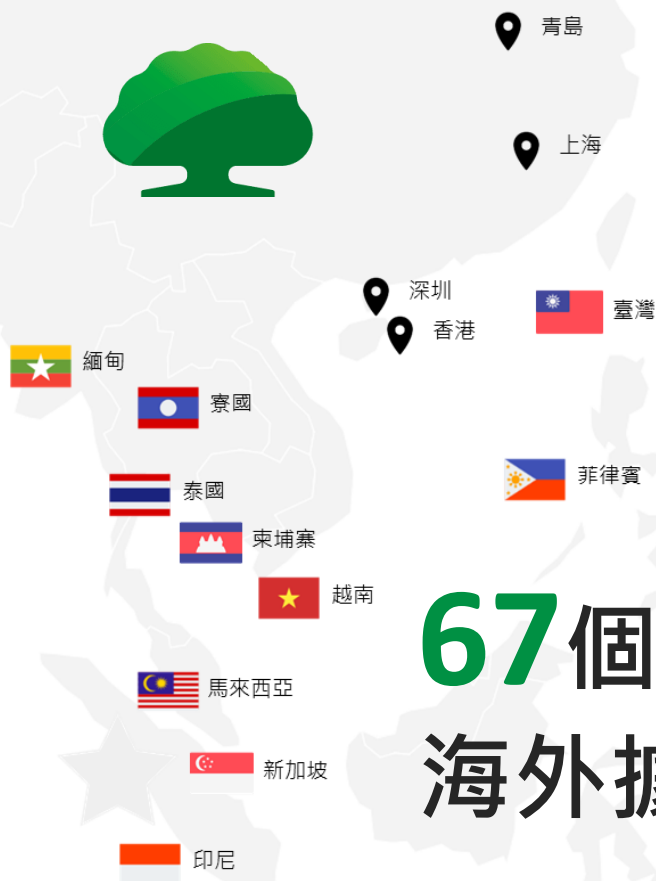 青島
上海
深圳
香港
臺灣
緬甸
寮國
泰國
菲律賓
柬埔寨
越南
67個
馬來西亞
海外
新加坡
印尼